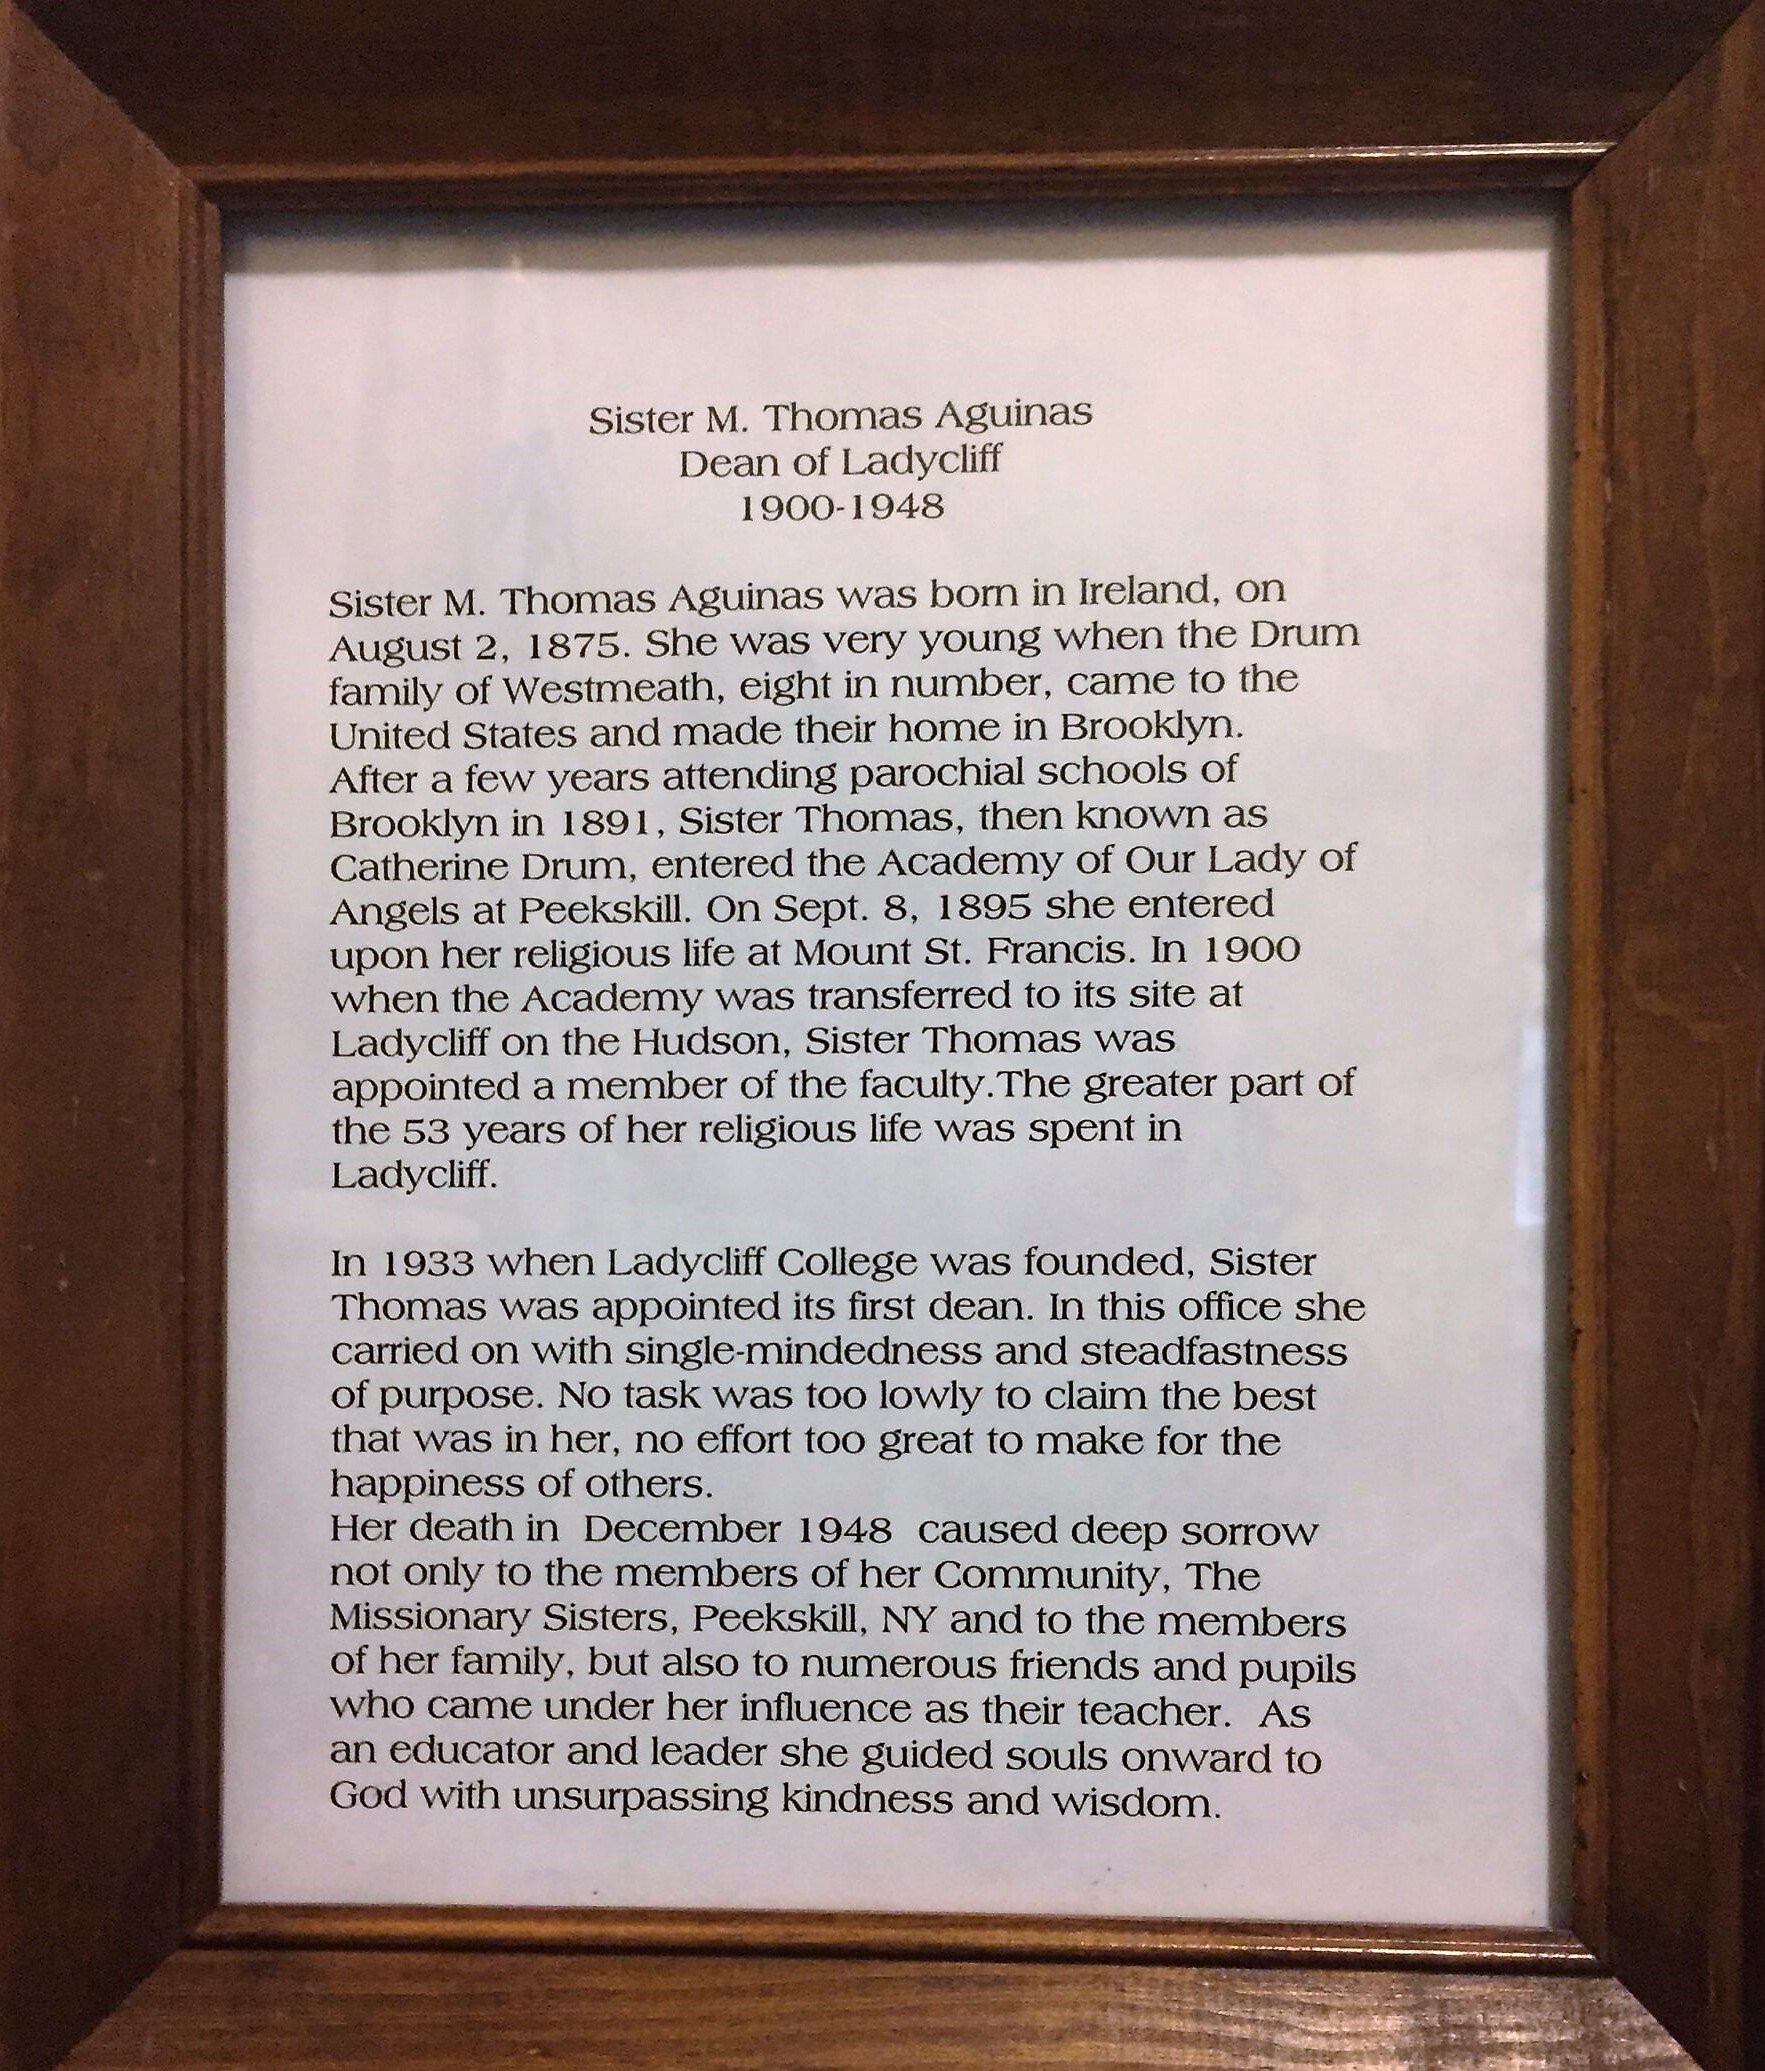 Sister M. Thomas Aguinas
Dean of Ladycliff
1900-1948
Sister M. Thomas Aguinas was born in Ireland, on
August 2, 1875. She was very young when the Drum
family of Westmeath, eight in number, came to the
United States and made their home in Brooklyn.
After a few years attending parochial schools of
Brooklyn in 1891, Sister Thomas, then known as
Catherine Drum, entered the Academy of Our Lady of
Angels at Peekskill. On Sept. 8, 1895 she entered
upon her religious life at Mount St. Francis. In 1900
when the Academy was transferred to its site at
Ladycliff on the Hudson, Sister Thomas was
appointed a member of the faculty.The greater part of
the 53 years of her religious life was spent in
Ladycliff.
In 1933 when Ladycliff College was founded, Sister
Thomas was appointed its first dean. In this office she
carried on with single-mindedness and steadfastness
of purpose. No task was too lowly to claim the best
that was in her, no effort too great to make for the
happiness of others.
Her death in  December 1948  caused deep sorrow
not only to the members of her Community, The
Missionary Sisters, Peekskill, NY and to the members
of her family, but also to numerous friends and pupils
who came under her influence as their teacher.  As
an educator and leader she guided souls onward to
God with unsurpassing kindness and wisdom.